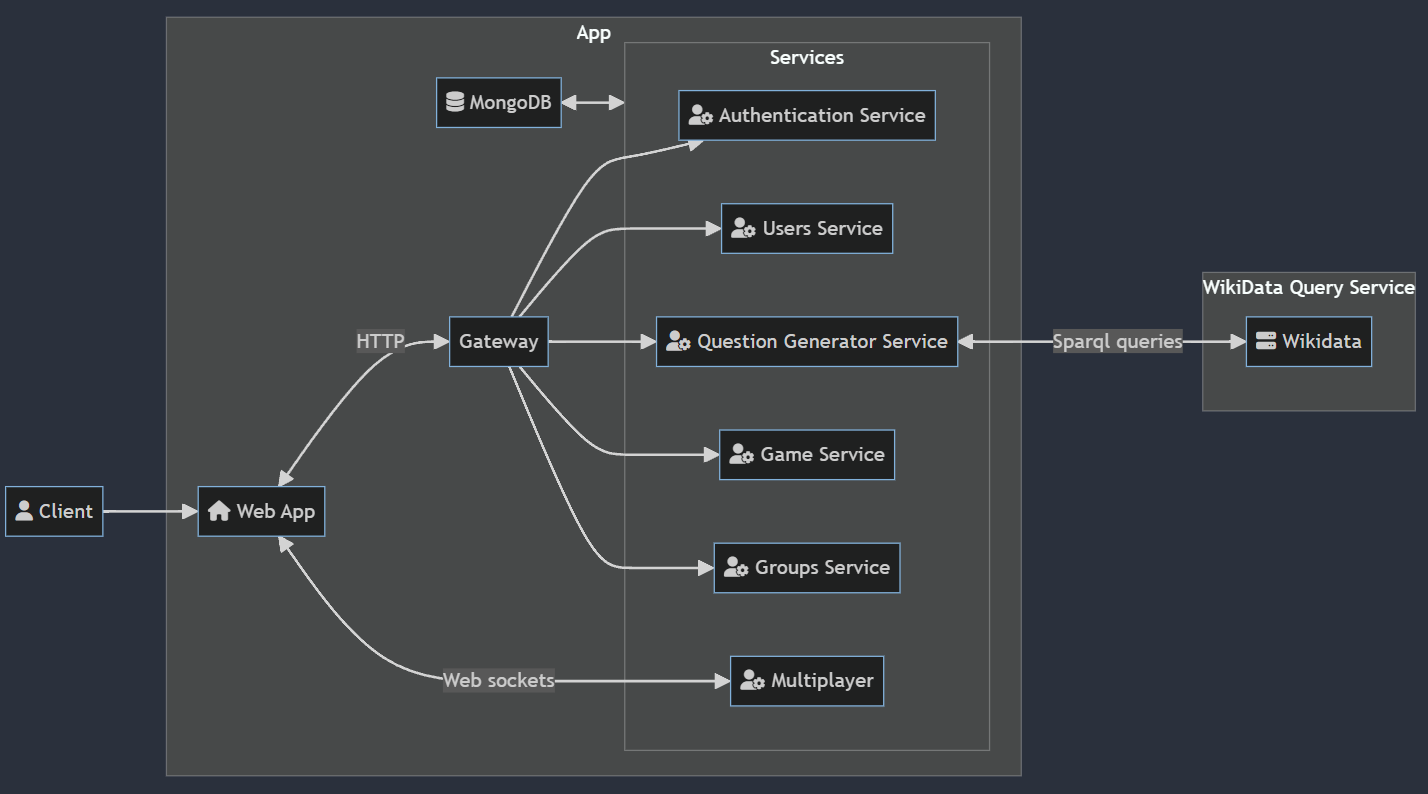 App
Services
MongoDB
Authentication Service
Users Service
WikiData Query Service
HTTP
Gateway
Question Generator Service
Sparql queries
Wikidata
Game Service
Client
Web App
Groups Service
Web sockets
Multiplayer